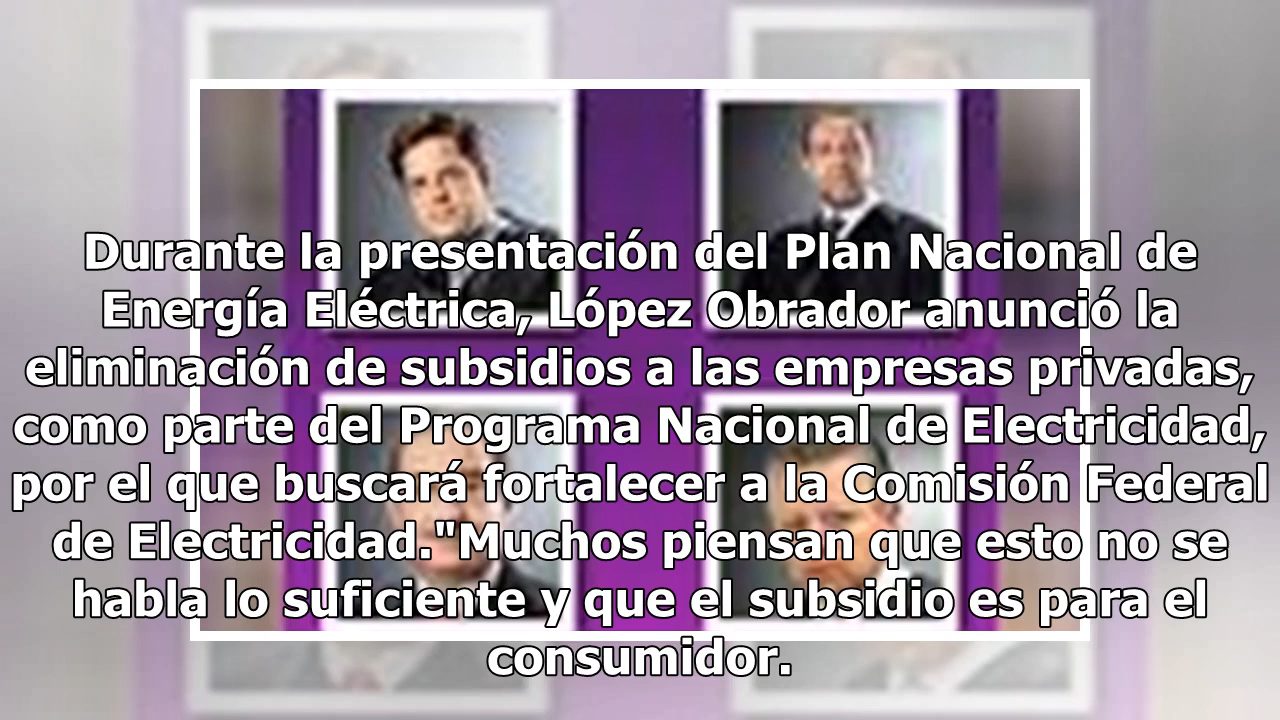 Durante la presentación del Plan Nacional de
Energía Eléctrica, López Obrador anunció la
eliminación de subsidios a las empresas privadas,
como parte del Programa Nacional de Electricidad,
por el que buscará fortalecer a la Comisión Federal
de Electricidad."Muchos piensan que esto no se
habla lo suficiente y que el subsidio es para el
consumidor.